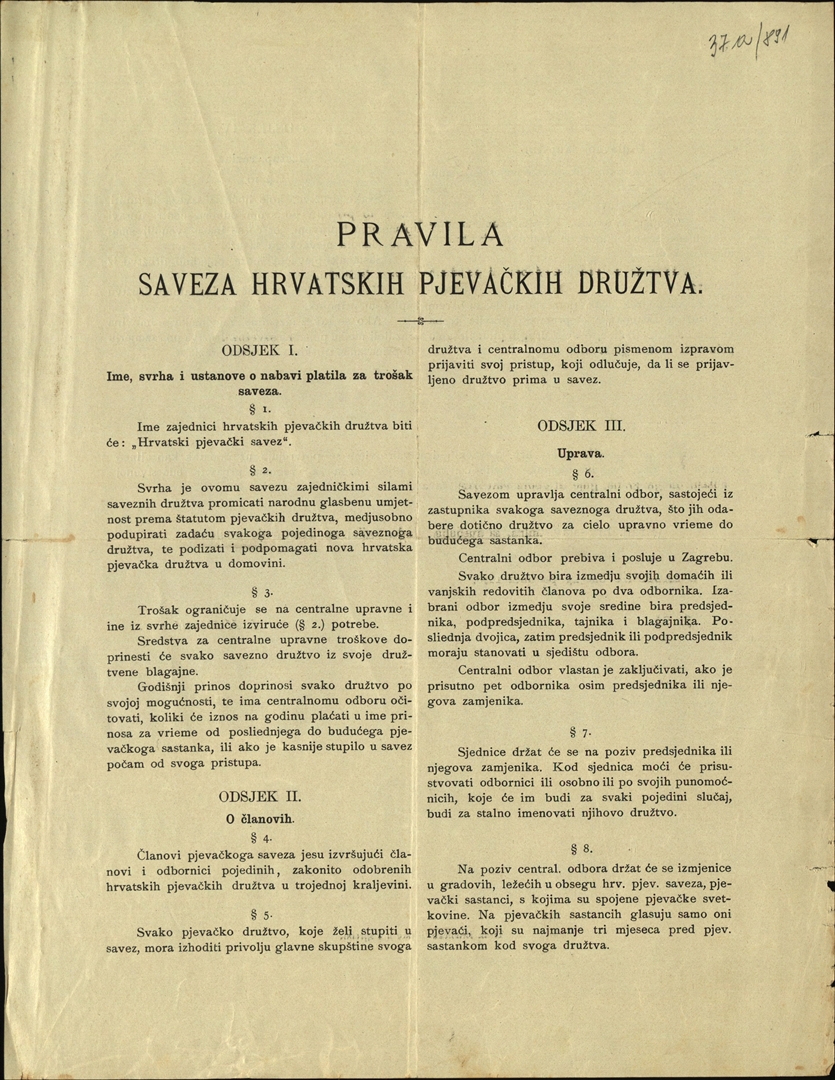 37a/891
PRAVILA
SAVEZA HRVATSKIH PJEVAČKIH DRUŽTVA.
ODSJEK I.
Ime, svrha i ustanove o nabavi platila za trošak
saveza.
§ 1.
Ime zajednici hrvatskih pjevačkih družtva biti
će: „Hrvatski pjevački savez“.
§ 2.
Svrha je ovomu savezu zajedničkimi silami
saveznih družtva promicati narodnu glasbenu umjet-
nost prema štatutom pjevačkih družtva, medjusobno
podupirati zadaću svakoga pojedinoga saveznoga
družtva, te podizati i podpomagati nova hrvatska
pjevačka družtva u domovini.
§ 3.
Trošak ograničuje se na centralne upravne i
ine iz svrhe zajednice izviruće (§ 2.) potrebe.
Sredstva za centralne upravne troškove do-
prinesti će svako savezno družtvo iz svoje druž-
tvene blagajne.
Godišnji prinos doprinosi svako družtvo po
svojoj mogućnosti, te ima centralnomu odboru oči-
tovati, koliki će iznos na godinu plaćati u ime pri-
nosa za vrieme od posliednjega do budućega pje-
vačkoga sastanka, ili ako je kasnije stupilo u savez
počam od svoga pristupa.
ODSJEK II.
O članovih.
§ 4.
Članovi pjevačkoga saveza jesu izvršujući čla-
novi i odbornici pojedinih, zakonito odobrenih
hrvatskih pjevačkih družtva u trojednoj kraljevini.
§ 5.
Svako pjevačko družtvo, koje želi stupiti u
savez, mora izhoditi privolju glavne skupštine svoga
družtva i centralnomu odboru pismenom izpravom
prijaviti svoj pristup, koji odlučuje, da li se prijav-
ljeno družtvo prima u savez.
ODSJEK III.
Uprava.
§ 6.
Savezom upravlja centralni odbor, sastojeći iz
zastupnika svakoga saveznoga družtva, što jih oda-
bere dotično družtvo za cielo upravno vrieme do
budućega sastanka.
Centralni odbor prebiva i posluje u Zagrebu.
Svako družtvo bira izmedju svojih domaćih ili
vanjskih redovitih članova po dva odbornika. Iza-
brani odbor izmedju svoje sredine bira predsjed-
nika, podpredsjednika, tajnika i blagajnika. Po-
sliednja dvojica, zatim predsjednik ili podpredsjednik
moraju stanovati u sjedištu odbora.
Centralni odbor vlastan je zaključivati, ako je
prisutno pet odbornika osim predsjednika ili nje-
gova zamjenika.
§ 7.
Sjednice držat će se na poziv predsjednika ili
njegova zamjenika. Kod sjednica moći će prisu-
stvovati odbornici ili osobno ili po svojih punomoć-
nicih, koje će im budi za svaki pojedini slučaj,
budi za stalno imenovati njihovo družtvo.
§ 8.
Na poziv central. odbora držat će se izmjenice
u gradovih, ležećih u obsegu hrv. pjev. saveza, pje-
vački sastanci, s kojima su spojene pjevačke svet-
kovine. Na pjevačkih sastancih glasuju samo oni
pjevači, koji su najmanje tri mjeseca pred pjev.
sastankom kod svoga družtva.